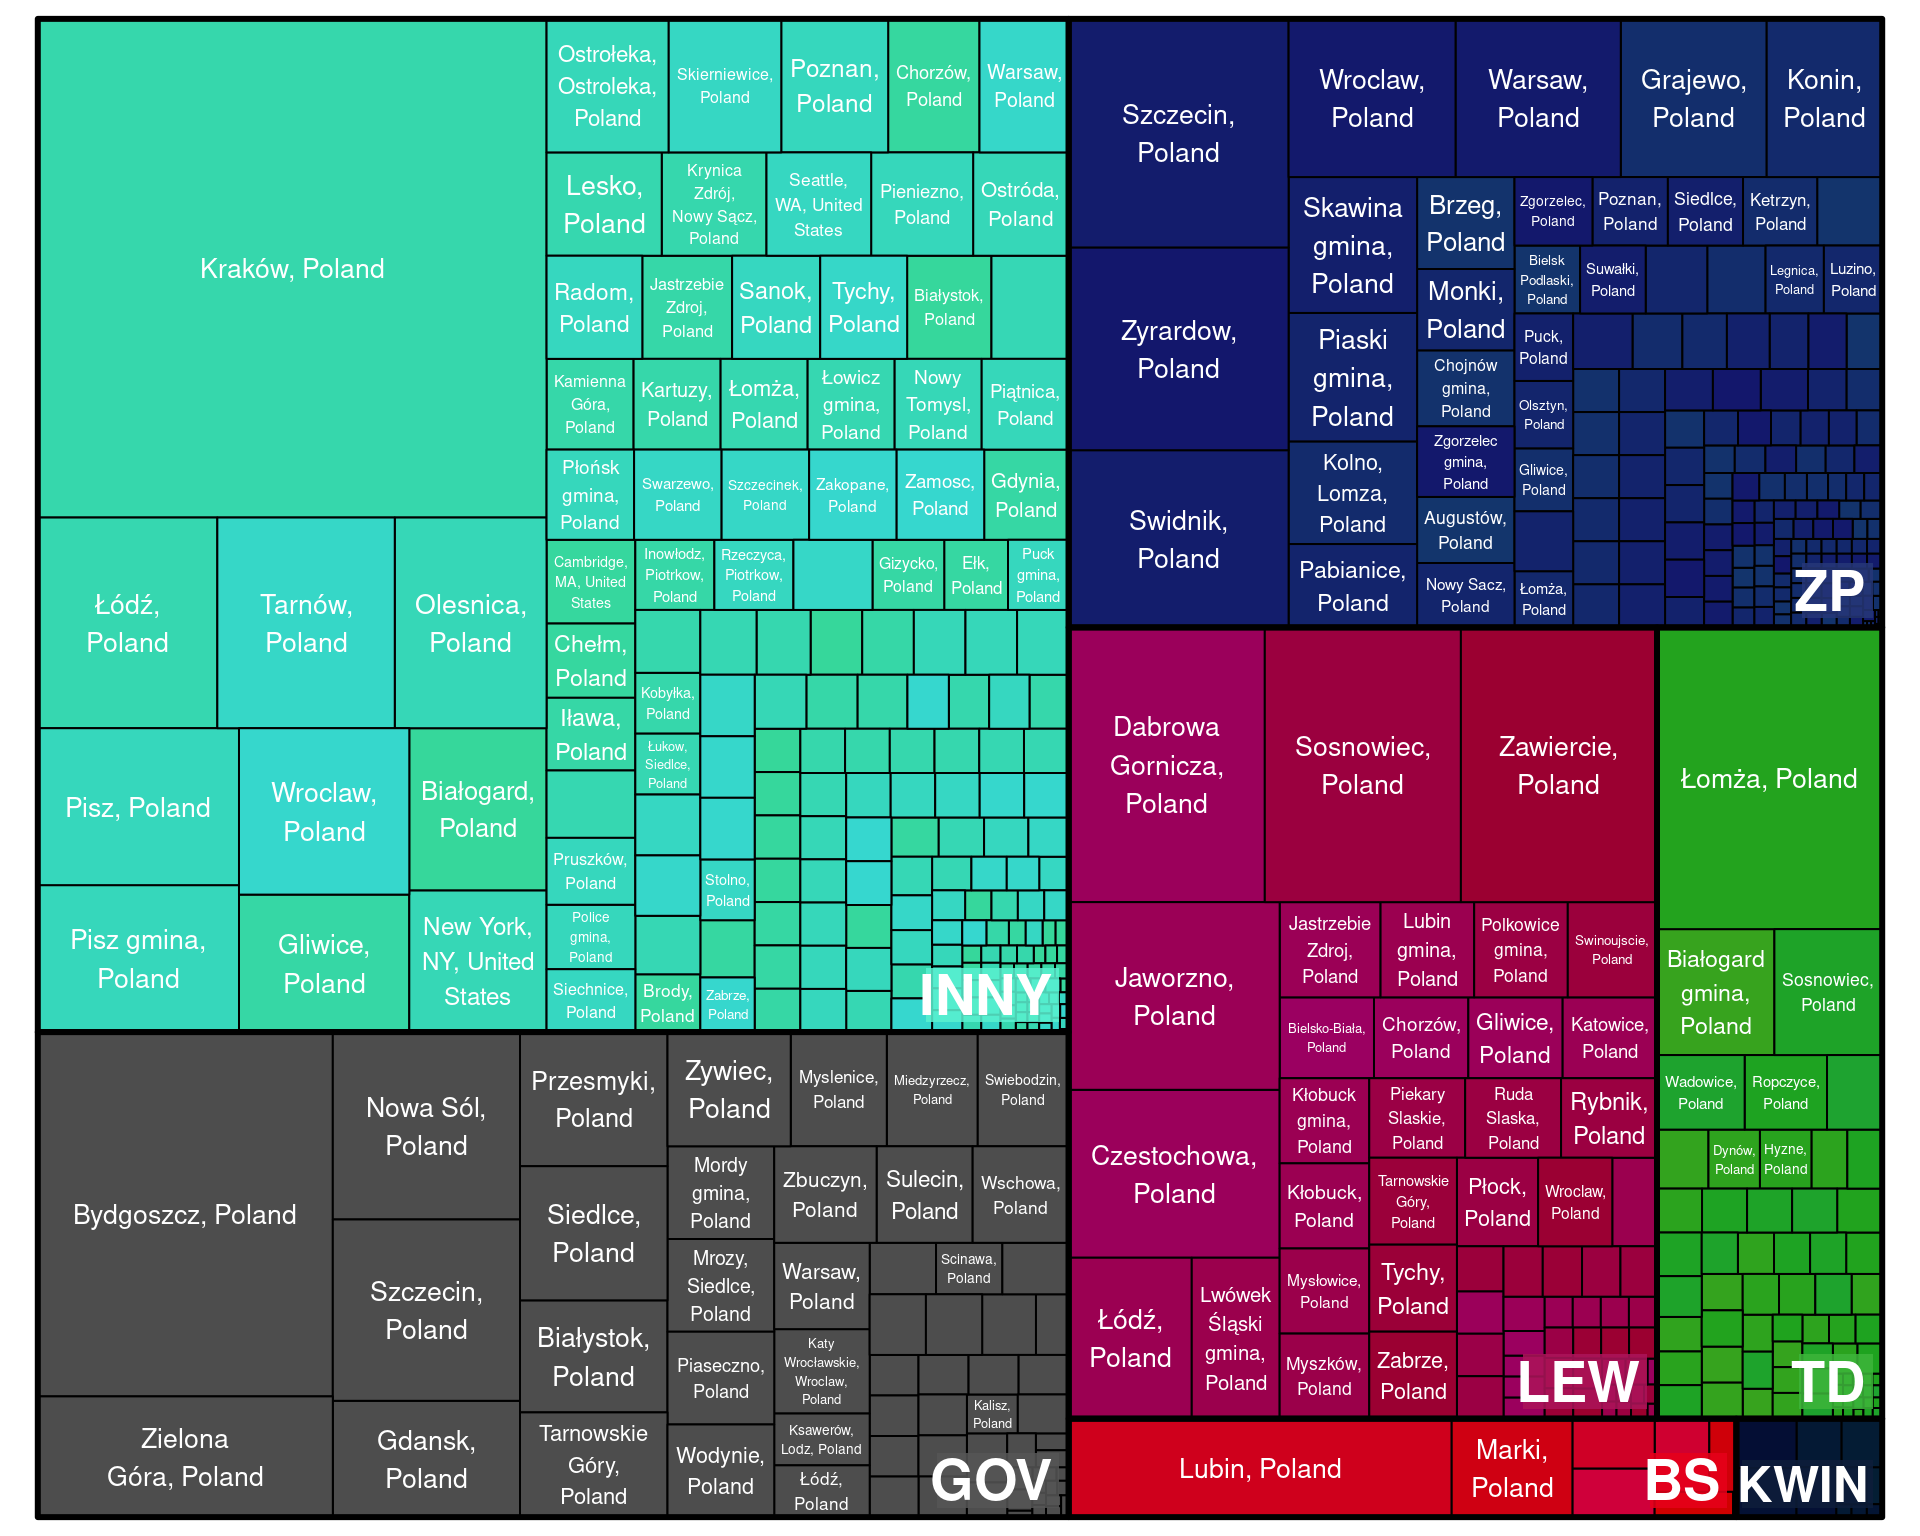 Kraków, Poland
Łódź,
Poland
Tarnów,
Poland
Olesnica,
Poland
Pisz, Poland
Wroclaw,
Poland
Białogard,
Poland
Pisz gmina,
Poland
Gliwice,
Poland
New York,
NY, United
States
Ostrołeka,
Ostroleka,
Poland
Skierniewice,
Poland
Poznan,
Poland
Chorzów,
Poland
Warsaw,
Poland
Lesko,
Poland
Krynica
Zdrój,
Nowy Sącz,
Poland
Seattle,
WA, United
States
Pieniezno,
Poland
Ostróda,
Poland
Radom,
Poland
Jastrzebie
Zdroj,
Poland
Sanok,
Poland
Tychy,
Poland
Białystok,
Poland
Kamienna
Góra,
Poland
Kartuzy,
Poland
Łomża,
Poland
Łowicz
gmina,
Poland
Nowy
Tomysl,
Poland
Piątnica,
Poland
Płońsk
gmina,
Poland
Swarzewo,
Poland
Szczecinek,
Poland
Zakopane,
Poland
Zamosc,
Poland
Gdynia,
Poland
Cambridge,
MA, United
States
Inowłodz,
Piotrkow,
Poland
Rzeczyca,
Piotrkow,
Poland
Gizycko,
Poland
Ełk,
Poland
Puck
gmina,
Poland
Chełm,
Poland
Kobyłka,
Poland
Iława,
Poland
Łukow,
Siedlce,
Poland
Pruszków,
Poland
Stolno,
Poland
Police
gmina,
Poland
Siechnice,
Poland
Brody,
Poland
Zabrze,
Poland
INNY
Bydgoszcz, Poland
Zielona
Góra, Poland
Nowa Sól,
Poland
Szczecin,
Poland
Gdansk,
Poland
Przesmyki,
Poland
Siedlce,
Poland
Białystok,
Poland
Tarnowskie
Góry,
Poland
Zywiec,
Poland
Myslenice,
Poland
Miedzyrzecz,
Poland
Swiebodzin,
Poland
Mordy
gmina,
Poland
Zbuczyn,
Poland
Sulecin,
Poland
Wschowa,
Poland
Mrozy,
Siedlce,
Poland
Warsaw,
Poland
Scinawa,
Poland
Piaseczno,
Poland
Katy
Wrocławskie,
Wroclaw,
Poland
Kalisz,
Poland
Wodynie,
Poland
Ksawerów,
Lodz, Poland
Łódź,
Poland
GOV
Szczecin,
Poland
Zyrardow,
Poland
Swidnik,
Poland
Wroclaw,
Poland
Warsaw,
Poland
Grajewo,
Poland
Konin,
Poland
Skawina
gmina,
Poland
Piaski
gmina,
Poland
Kolno,
Lomza,
Poland
Pabianice,
Poland
Brzeg,
Poland
Monki,
Poland
Chojnów
gmina,
Poland
Zgorzelec
gmina,
Poland
Augustów,
Poland
Nowy Sacz,
Poland
Zgorzelec,
Poland
Poznan,
Poland
Siedlce,
Poland
Ketrzyn,
Poland
Bielsk
Podlaski,
Poland
Suwałki,
Poland
Legnica,
Poland
Luzino,
Poland
Puck,
Poland
Olsztyn,
Poland
Gliwice,
Poland
Łomża,
Poland
ZP
Dabrowa
Gornicza,
Poland
Sosnowiec,
Poland
Zawiercie,
Poland
Jaworzno,
Poland
Czestochowa,
Poland
Łódź,
Poland
Lwówek
Śląski
gmina,
Poland
Jastrzebie
Zdroj,
Poland
Lubin
gmina,
Poland
Polkowice
gmina,
Poland
Swinoujscie,
Poland
Bielsko-Biała,
Poland
Chorzów,
Poland
Gliwice,
Poland
Katowice,
Poland
Kłobuck
gmina,
Poland
Piekary
Slaskie,
Poland
Ruda
Slaska,
Poland
Rybnik,
Poland
Kłobuck,
Poland
Tarnowskie
Góry,
Poland
Płock,
Poland
Wroclaw,
Poland
Mysłowice,
Poland
Tychy,
Poland
Myszków,
Poland
Zabrze,
Poland
LEW
Łomża, Poland
Białogard
gmina,
Poland
Sosnowiec,
Poland
Wadowice,
Poland
Ropczyce,
Poland
Dynów,
Poland
Hyzne,
Poland
TD
Lubin, Poland
Marki,
Poland
BS
KWIN